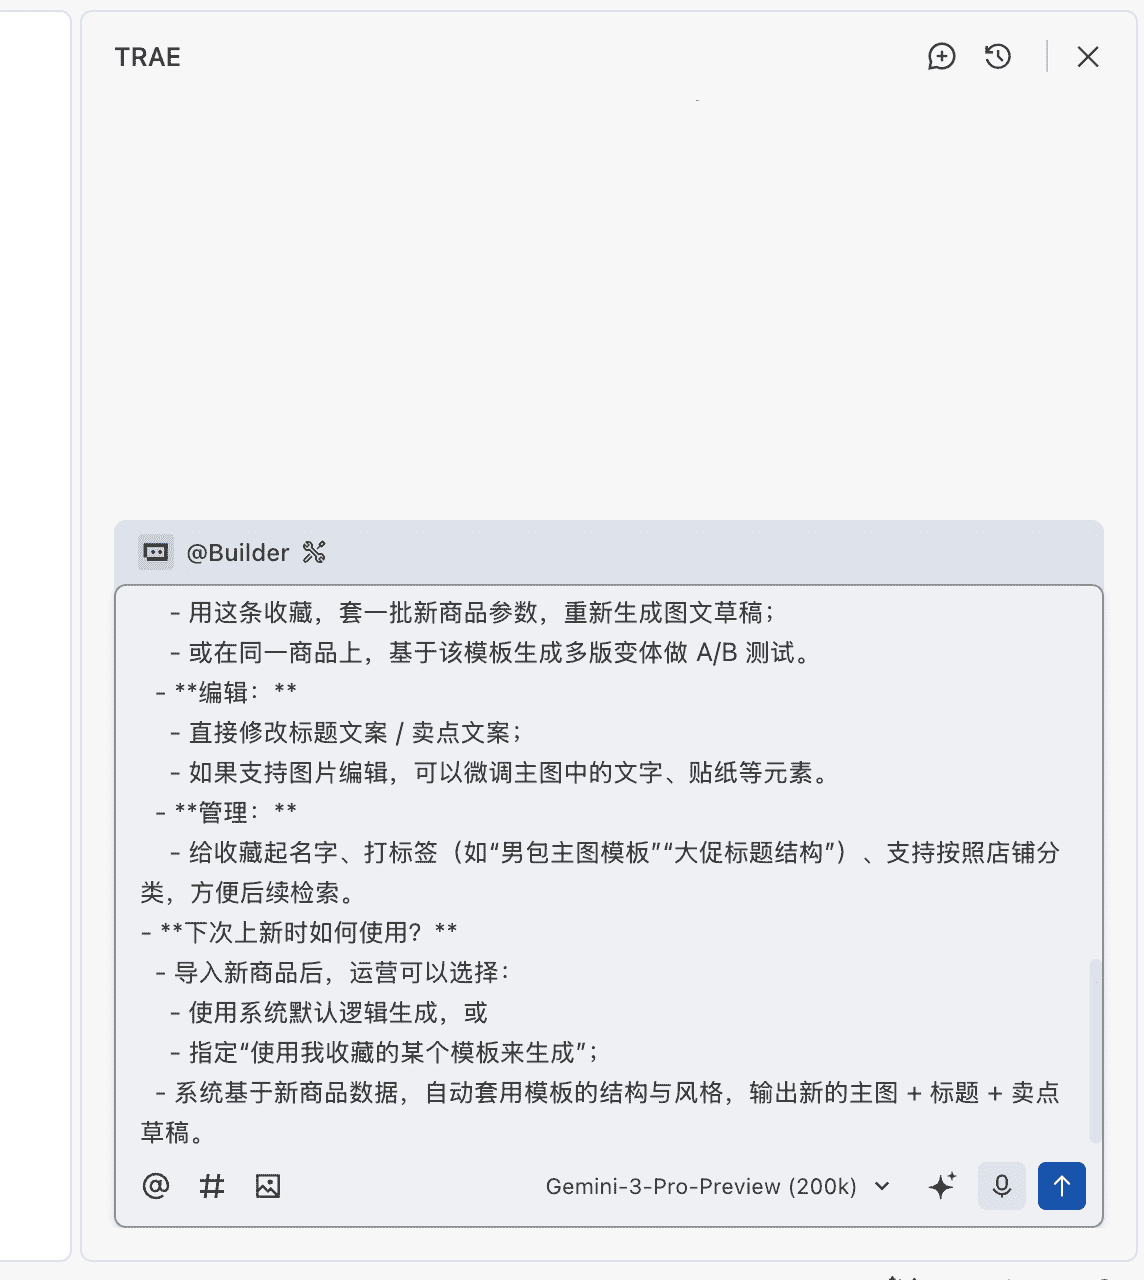 TRAE
@Builder
- 用这条收藏，套一批新商品参数，重新生成图文草稿；
- 或在同一商品上，基于该模板生成多版变体做 A/B 测试。
- **编辑：**
- 直接修改标题文案 / 卖点文案；
- 如果支持图片编辑，可以微调主图中的文字、贴纸等元素。
- **管理：**
- 给收藏起名字、打标签（如“男包主图模板”“大促标题结构”）、支持按照店铺分
类，方便后续检索。
- **下次上新时如何使用？**
- 导入新商品后，运营可以选择：
- 使用系统默认逻辑生成，或
- 指定“使用我收藏的某个模板来生成”；
- 系统基于新商品数据，自动套用模板的结构与风格，输出新的主图 + 标题 + 卖点
草稿。
Gemini-3-Pro-Preview (200k)